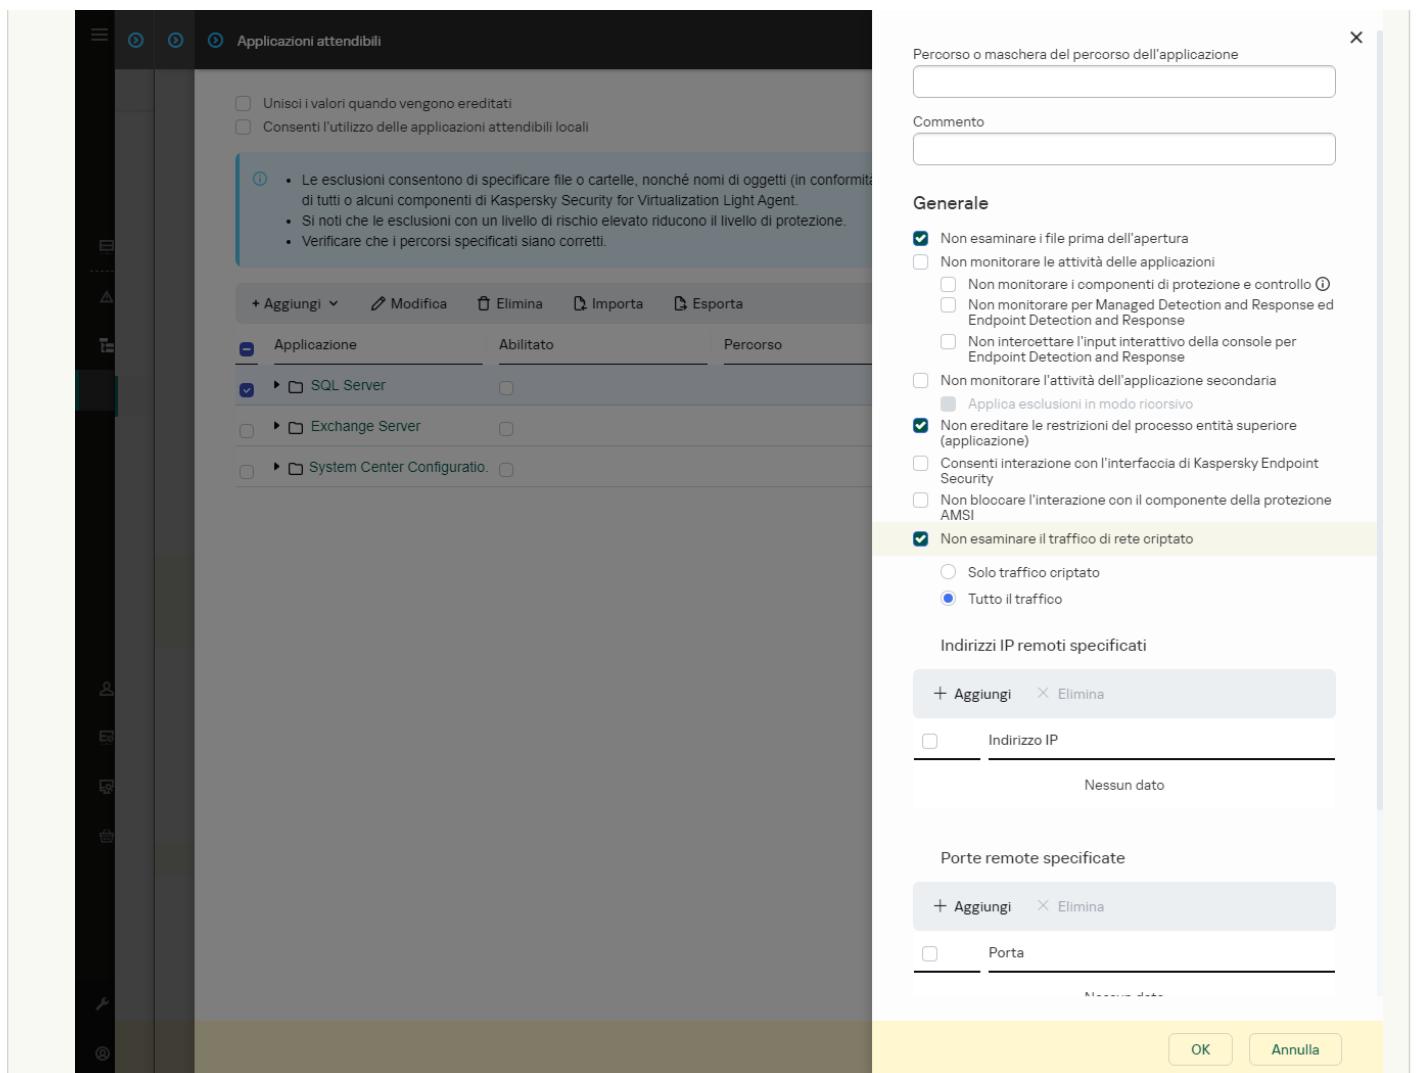 Applicazioni attendibili
Unisci i valori quando vengono ereditati
Consenti l'utilizzo delle applicazioni attendibili locali
• Le esclusioni consentono di specificare file o cartelle, nonché nomi di oggetti (in conformità
di tutti o alcuni componenti di Kaspersky Security for Virtualization Light Agent.
• Si noti che le esclusioni con un livello di rischio elevato riducono il livello di protezione.
• Verificare che i percorsi specificati siano corretti.
+ Aggiungi Modifica Elimina Importa Esporta
Applicazione Abilitato Percorso
SQL Server
Exchange Server
System Center Configuratio.
Percorso o maschera del percorso dell'applicazione
Commento
Generale
Non esaminare i file prima dell'apertura
Non monitorare le attività delle applicazioni
Non monitorare i componenti di protezione e controllo
Non monitorare per Managed Detection and Response ed
Endpoint Detection and Response
Non intercettare l'input interattivo della console per
Endpoint Detection and Response
Non monitorare l'attività dell'applicazione secondaria
Applica esclusioni in modo ricorsivo
Non ereditare le restrizioni del processo entità superiore
(applicazione)
Consenti interazione con l'interfaccia di Kaspersky Endpoint
Security
Non bloccare l'interazione con il componente della protezione
AMSI
Non esaminare il traffico di rete criptato
Solo traffico criptato
Tutto il traffico
Indirizzi IP remoti specificati
+ Aggiungi × Elimina
Indirizzo IP
Nessun dato
Porte remote specificate
+ Aggiungi × Elimina
Porta
Nessun dato
OK Annulla